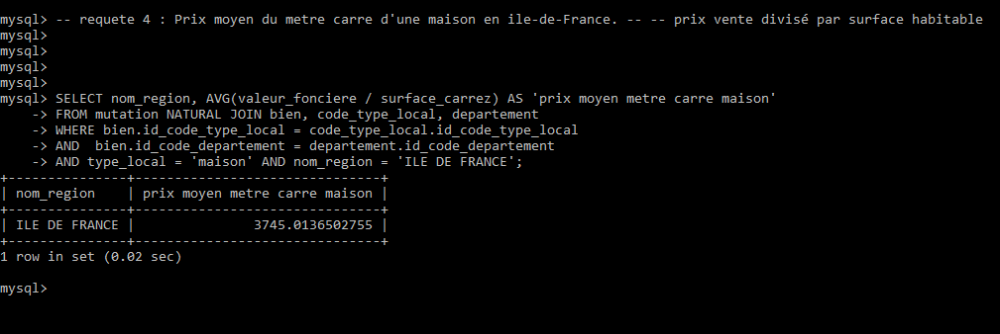 mysql> -- requete 4 : Prix moyen du metre carre d'une maison en ile-de-France. -- -- prix vente divisé par surface habitable
mysql>
mysql>
mysql>
mysql>
mysql> SELECT nom_region, AVG(valeur_fonciere / surface_carrez) AS 'prix moyen metre carre maison'
    -> FROM mutation NATURAL JOIN bien, code_type_local, departement
    -> WHERE bien.id_code_type_local = code_type_local.id_code_type_local
    -> AND  bien.id_code_departement = departement.id_code_departement
    -> AND type_local = 'maison' AND nom_region = 'ILE DE FRANCE';
+---------------+-------------------------------+
| nom_region    | prix moyen metre carre maison |
+---------------+-------------------------------+
| ILE DE FRANCE |               3745.0136502755 |
+---------------+-------------------------------+
1 row in set (0.02 sec)
mysql>